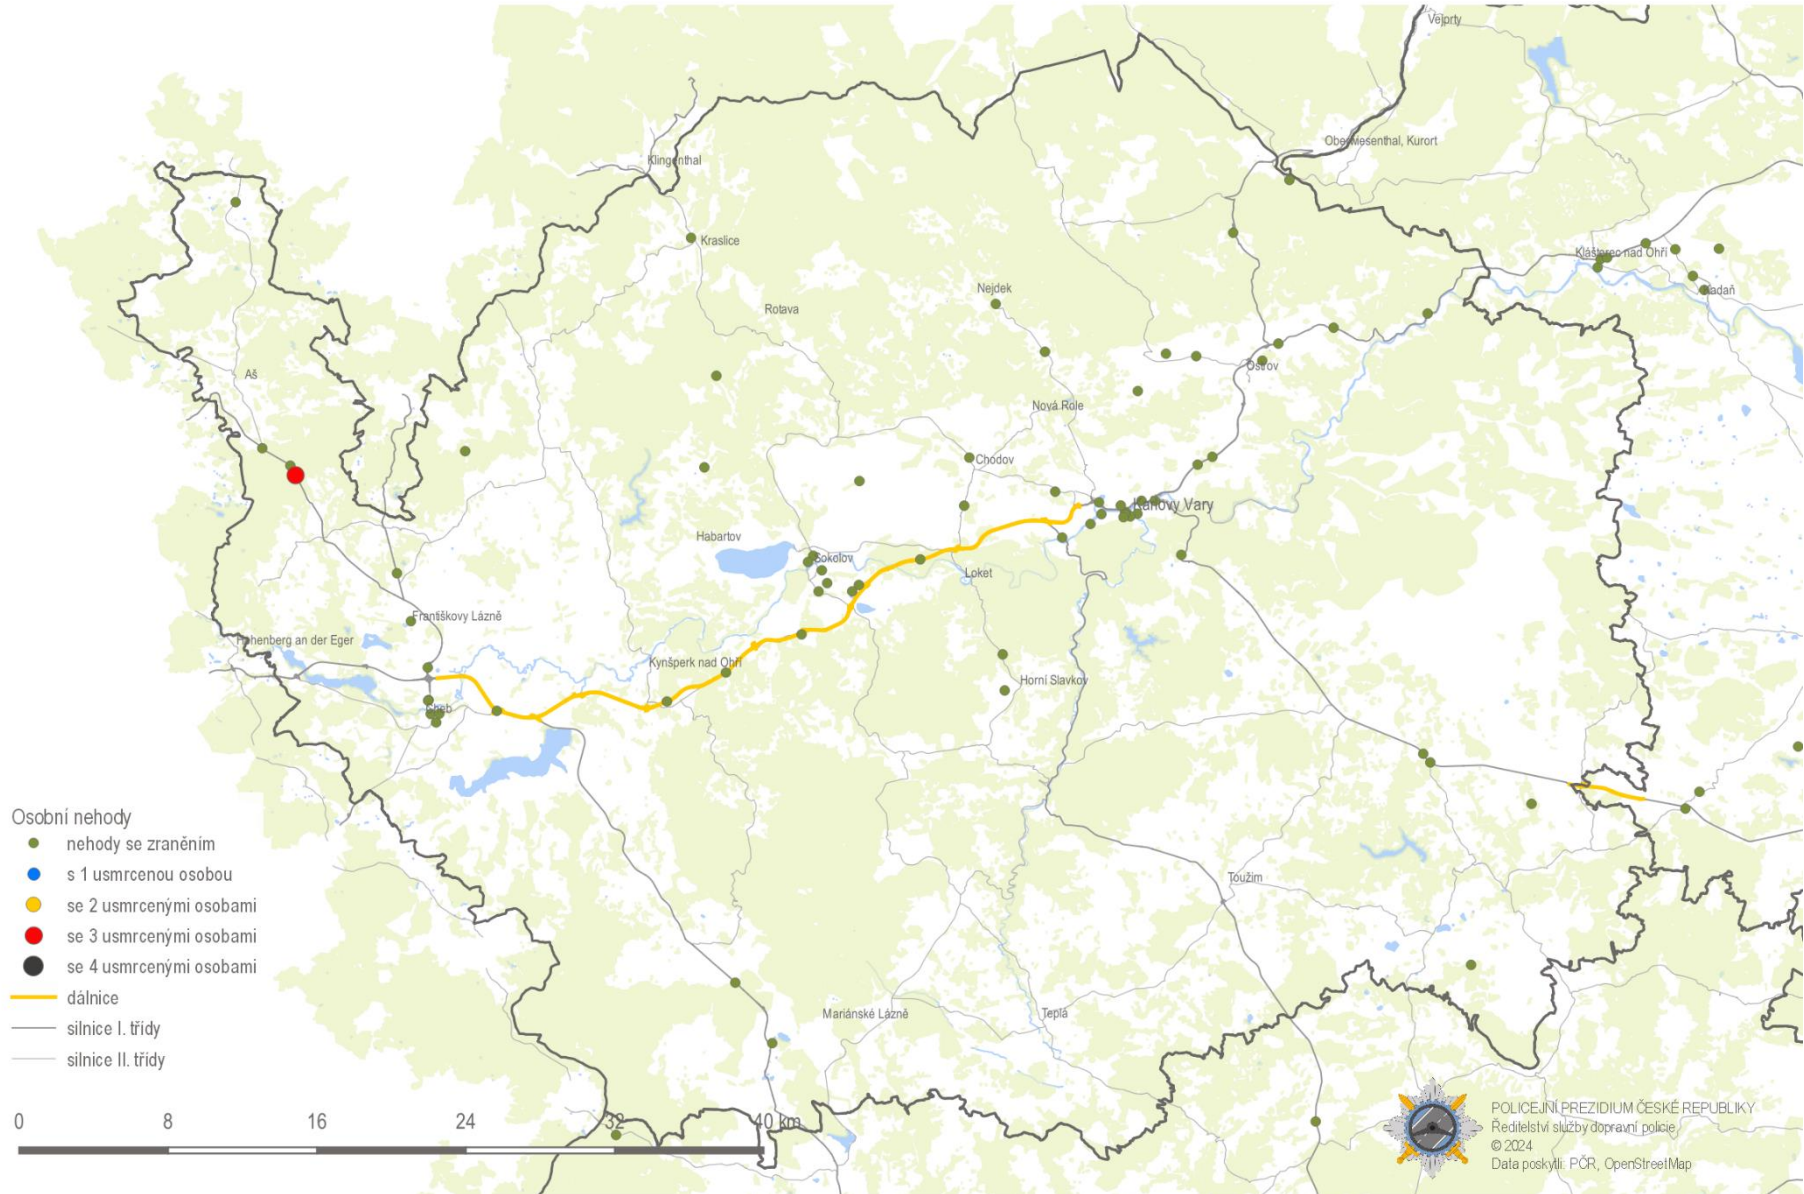 Vejprty
Oberwiesenthal, Kurort
Klingenthal
Kraslice
Klášterec nad Ohří
Nejdek
Kadaň
Rotava
Ostrov
Aš
Nová Role
Chodov
Karlovy Vary
Habartov
Sokolov
Loket
Františkovy Lázně
Hohenberg an der Eger
Kynšperk nad Ohří
Horní Slavkov
Cheb
Toužim
Mariánské Lázně
Teplá
Osobní nehody
nehody se zraněním
s 1 usmrcenou osobou
se 2 usmrcenými osobami
se 3 usmrcenými osobami
se 4 usmrcenými osobami
dálnice
silnice I. třídy
silnice II. třídy
0 8 16 24 32 40 km
POLICEJNÍ PREZIDIUM ČESKÉ REPUBLIKY
Ředitelství služby dopravní policie
© 2024
Data poskytli: PČR, OpenStreetMap